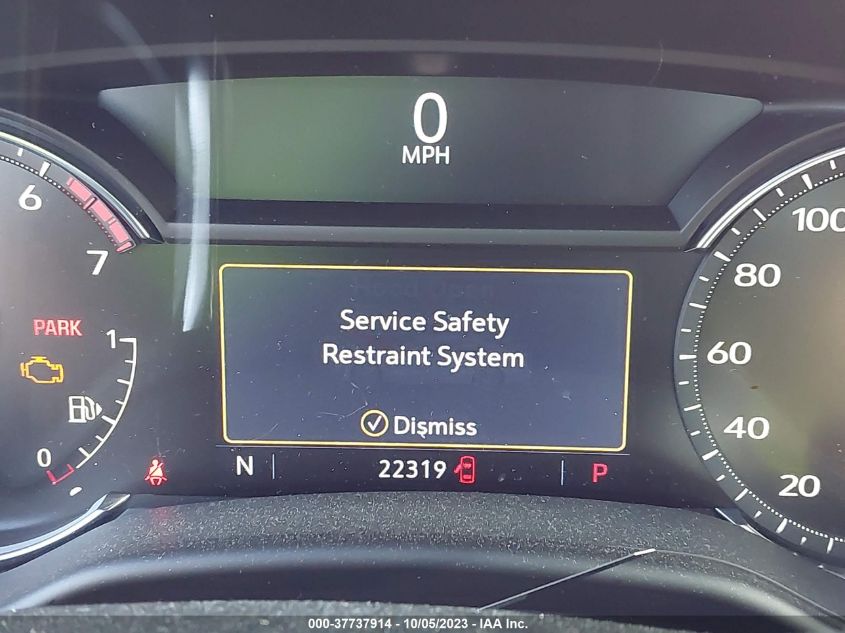 0
MPH
6
7
100
80
60
40
20
Service Safety
Restraint System
Dismiss
PARK
1
0
N
22319
P
000-37737914 - 10/05/2023 - IAA Inc.